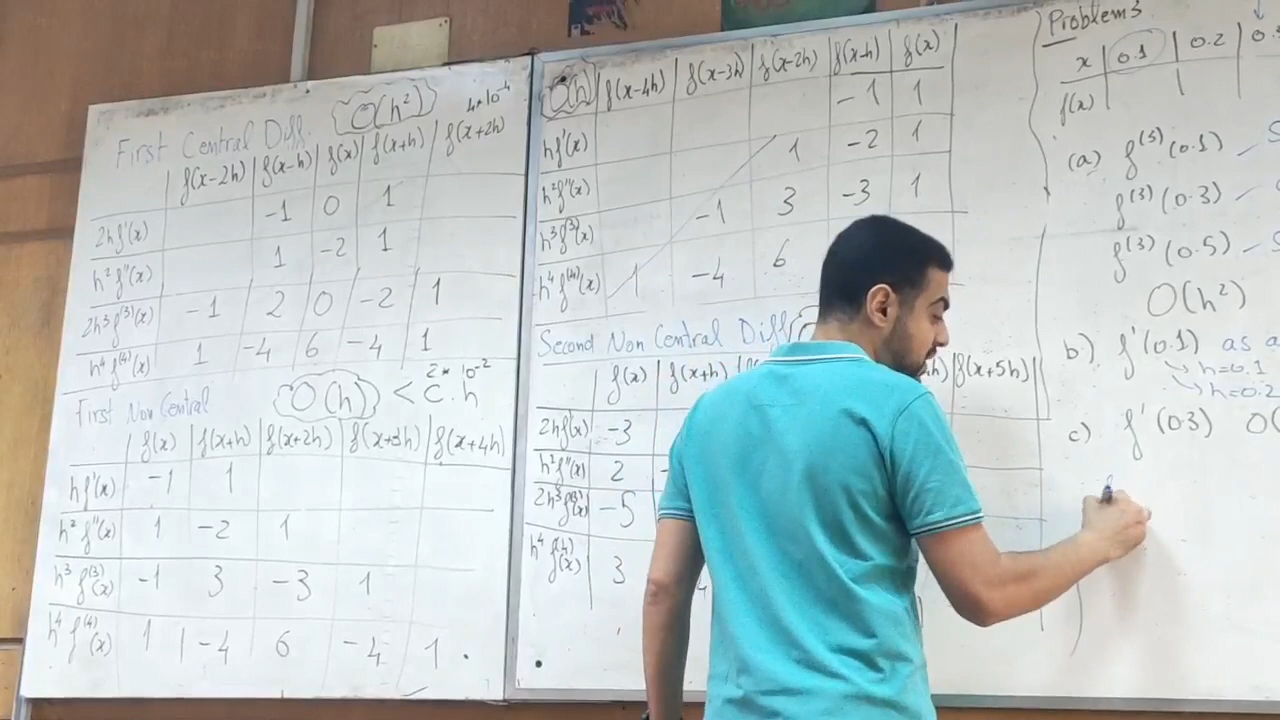 First Central Diff. O(h²) 4*10⁻⁴
f(x-2h) f(x-h) f(x) f(x+h) f(x+2h)
2hf'(x) -1 0 1
h²f''(x) 1 -2 1
2h³f⁽³⁾(x) -1 2 0 -2 1
h⁴f⁽⁴⁾(x) 1 -4 6 -4 1
First Non Central O(h) < c.h 2*10⁻²
f(x) f(x+h) f(x+2h) f(x+3h) f(x+4h)
hf'(x) -1 1
h²f''(x) 1 -2 1
h³f⁽³⁾(x) -1 3 -3 1
h⁴f⁽⁴⁾(x) 1 -4 6 -4 1
O(h) f(x-4h) f(x-3h) f(x-2h) f(x-h) f(x)
hf'(x) -1 1
h²f''(x) 1 -2 1
h³f⁽³⁾(x) -1 3 -3 1
h⁴f⁽⁴⁾(x) 1 -4 6
Second Non Central Diff
f(x) f(x+h) f(x+5h)
2hf(x) -3
h²f''(x) 2
2h³f⁽³⁾(x) -5
h⁴f⁽⁴⁾(x) 3
Problem 3
x 0.1 0.2
f(x)
(a) f⁽³⁾(0.1)
f⁽³⁾(0.3)
f⁽³⁾(0.5)
O(h²)
b) f'(0.1) as a
h=0.1
h=0.2
c) f'(0.3)